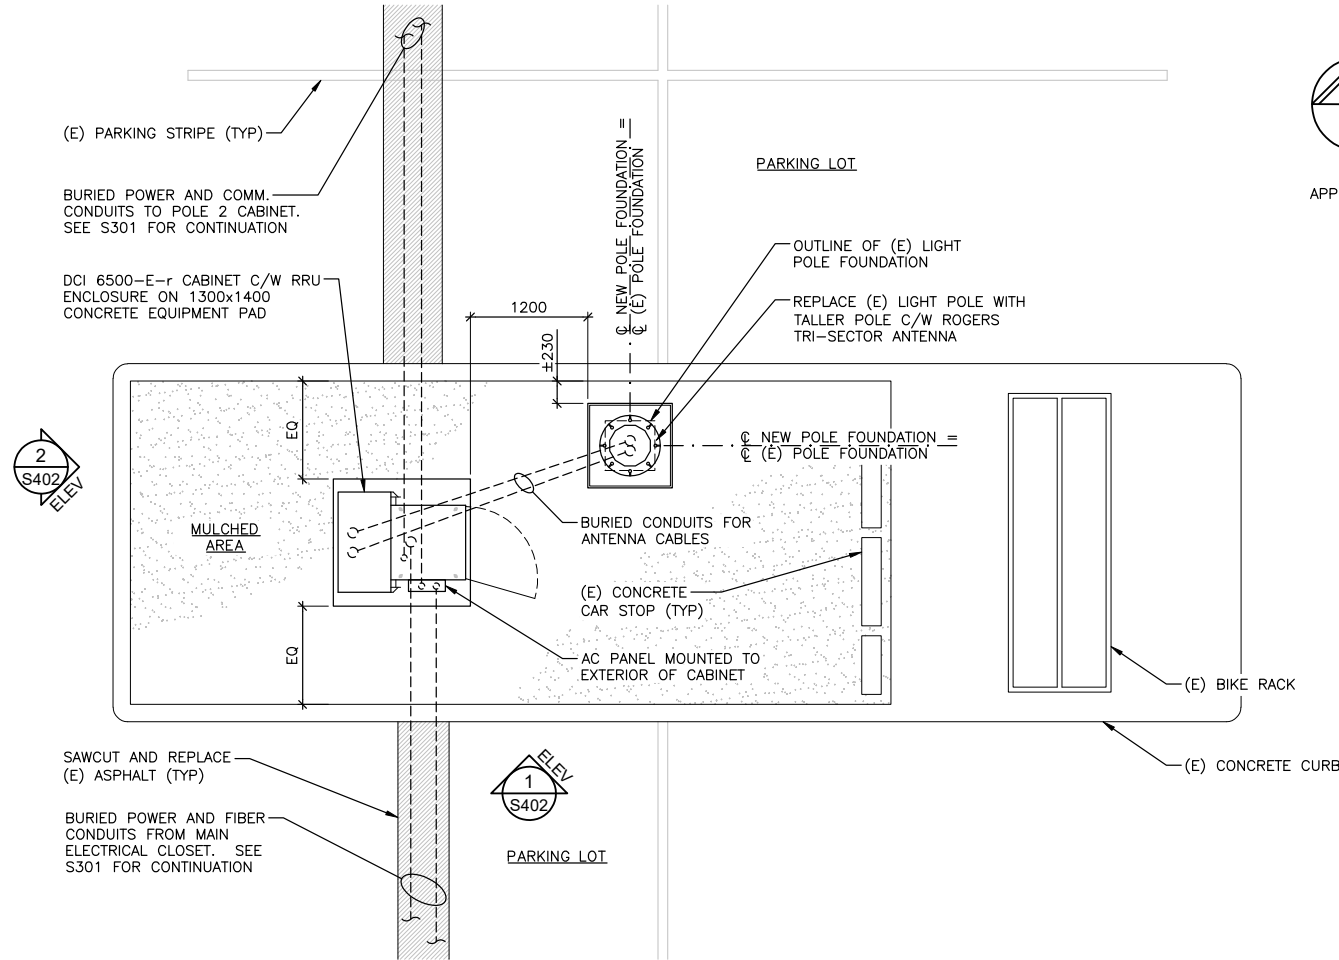 (E) PARKING STRIPE (TYP)
BURIED POWER AND COMM.
CONDUITS TO POLE 2 CABINET.
SEE S301 FOR CONTINUATION
DCI 6500-E-r CABINET C/W RRU
ENCLOSURE ON 1300x1400
CONCRETE EQUIPMENT PAD
℄ NEW POLE FOUNDATION =
℄ (E) POLE FOUNDATION
PARKING LOT
APP
OUTLINE OF (E) LIGHT
POLE FOUNDATION
REPLACE (E) LIGHT POLE WITH
TALLER POLE C/W ROGERS
TRI-SECTOR ANTENNA
1200
±230
EQ
℄ NEW POLE FOUNDATION =
℄ (E) POLE FOUNDATION
2
S402
ELEV
MULCHED
AREA
BURIED CONDUITS FOR
ANTENNA CABLES
(E) CONCRETE
CAR STOP (TYP)
EQ
AC PANEL MOUNTED TO
EXTERIOR OF CABINET
(E) BIKE RACK
(E) CONCRETE CURB
SAWCUT AND REPLACE
(E) ASPHALT (TYP)
1
S402
ELEV
BURIED POWER AND FIBER
CONDUITS FROM MAIN
ELECTRICAL CLOSET. SEE
S301 FOR CONTINUATION
PARKING LOT